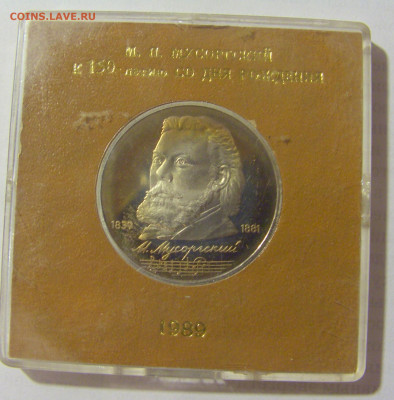 COINS.LAVE.RU
М. П. МУСОРГСКИЙ
К 150-летию СО ДНЯ РОЖДЕНИЯ
1839 1881
М. Мусоргский
1989